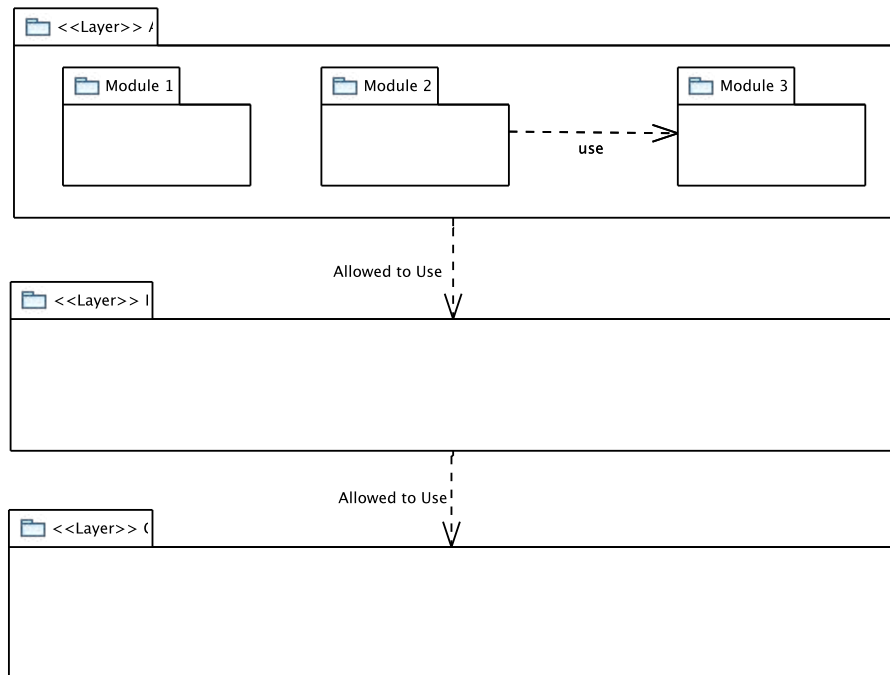 <<Layer>>
Module 1
Module 2
Module 3
use
Allowed to Use
<<Layer>>
Allowed to Use
<<Layer>>